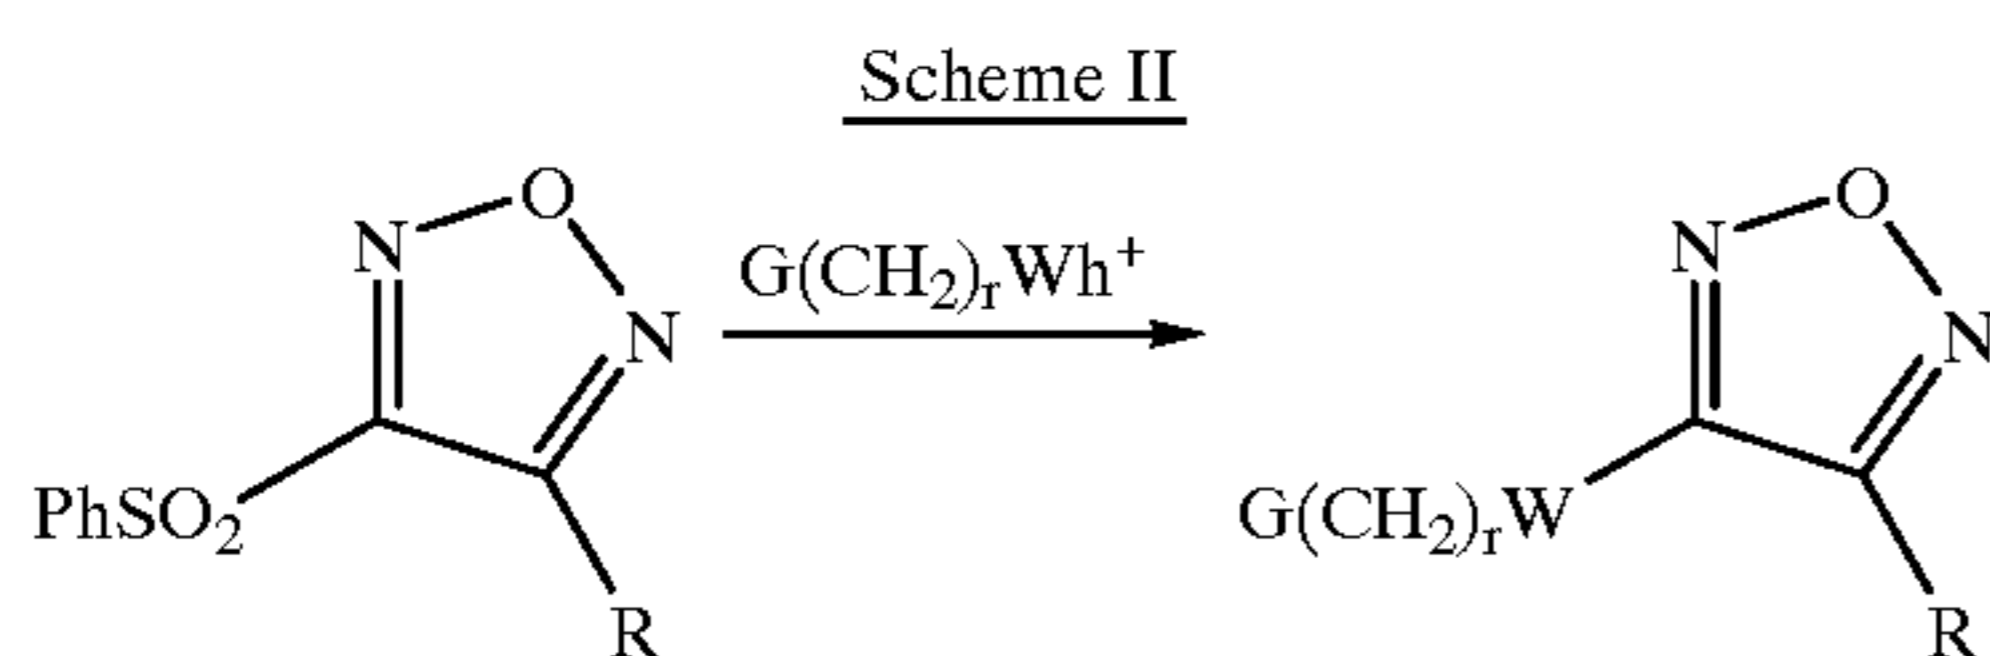 Scheme II
O
N
G(CH₂)ᵣWh⁺
N
PhSO₂
R
O
N
N
G(CH₂)ᵣW
R